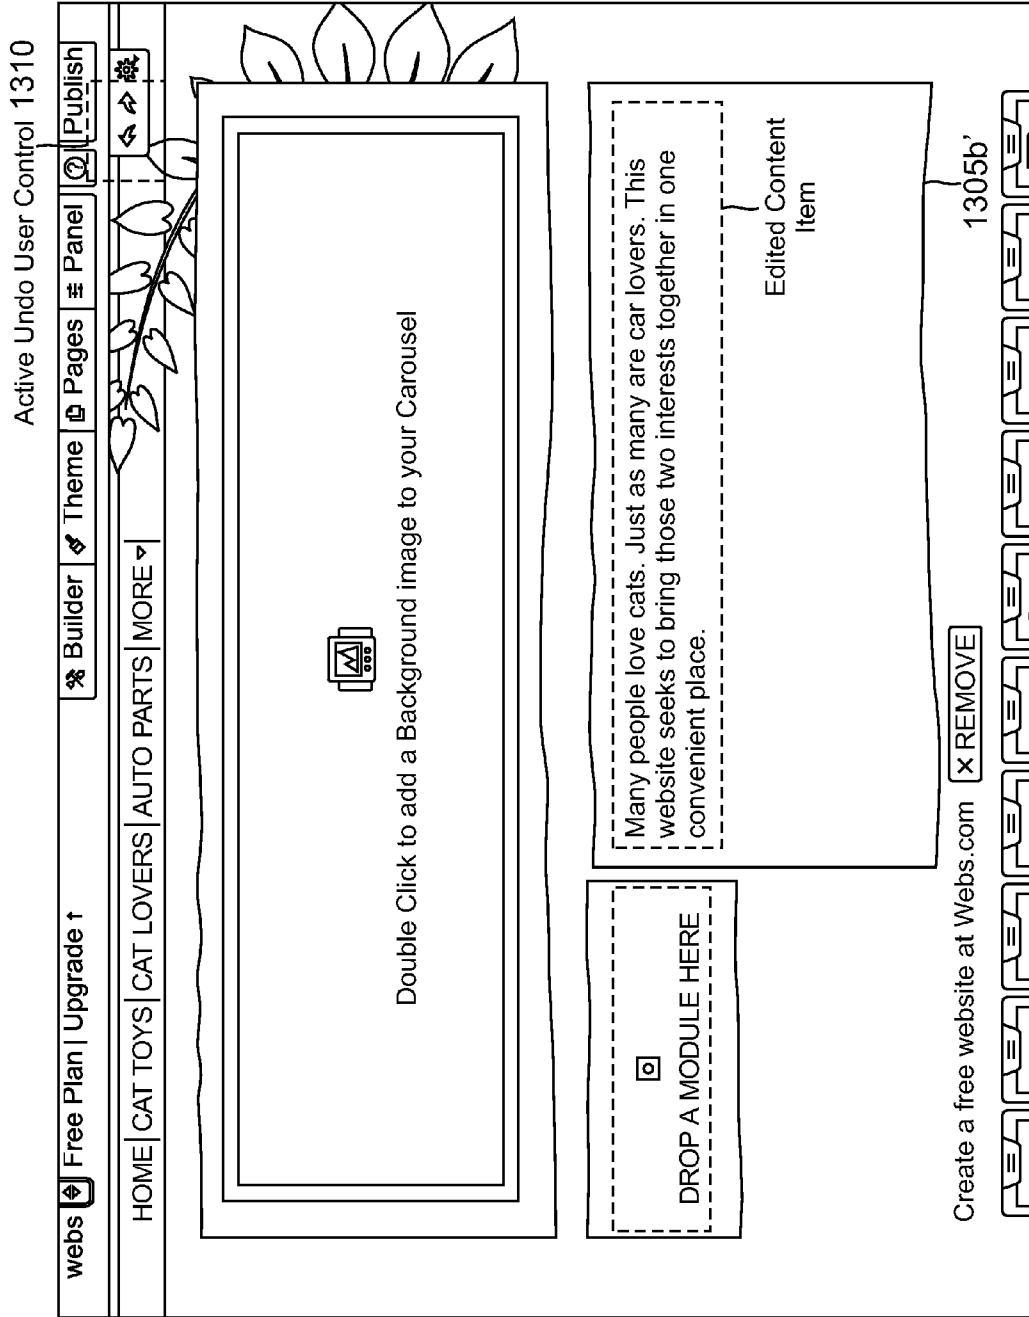 Active Undo User Control 1310
webs Free Plan | Upgrade ↑ Builder Theme Pages Panel ? Publish
HOME | CAT TOYS | CAT LOVERS | AUTO PARTS | MORE
Double Click to add a Background image to your Carousel
DROP A MODULE HERE
Many people love cats. Just as many are car lovers. This
website seeks to bring those two interests together in one
convenient place.
Edited Content
Item
1305b'
Create a free website at Webs.com X REMOVE